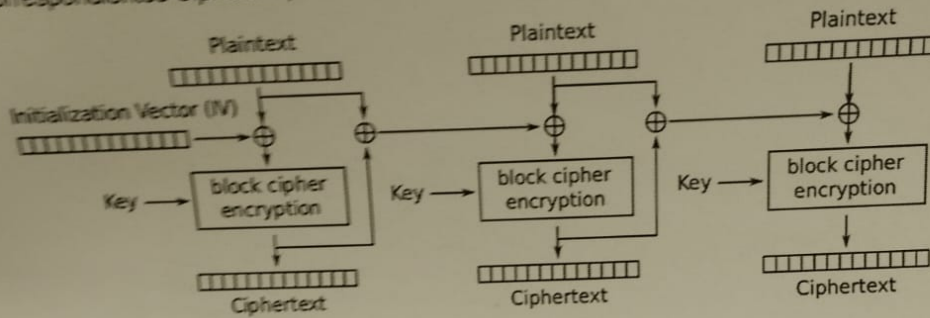 Plaintext
Plaintext
Plaintext
Initialization Vector (IV)
Key
block cipher
encryption
Key
block cipher
encryption
Key
block cipher
encryption
Ciphertext
Ciphertext
Ciphertext